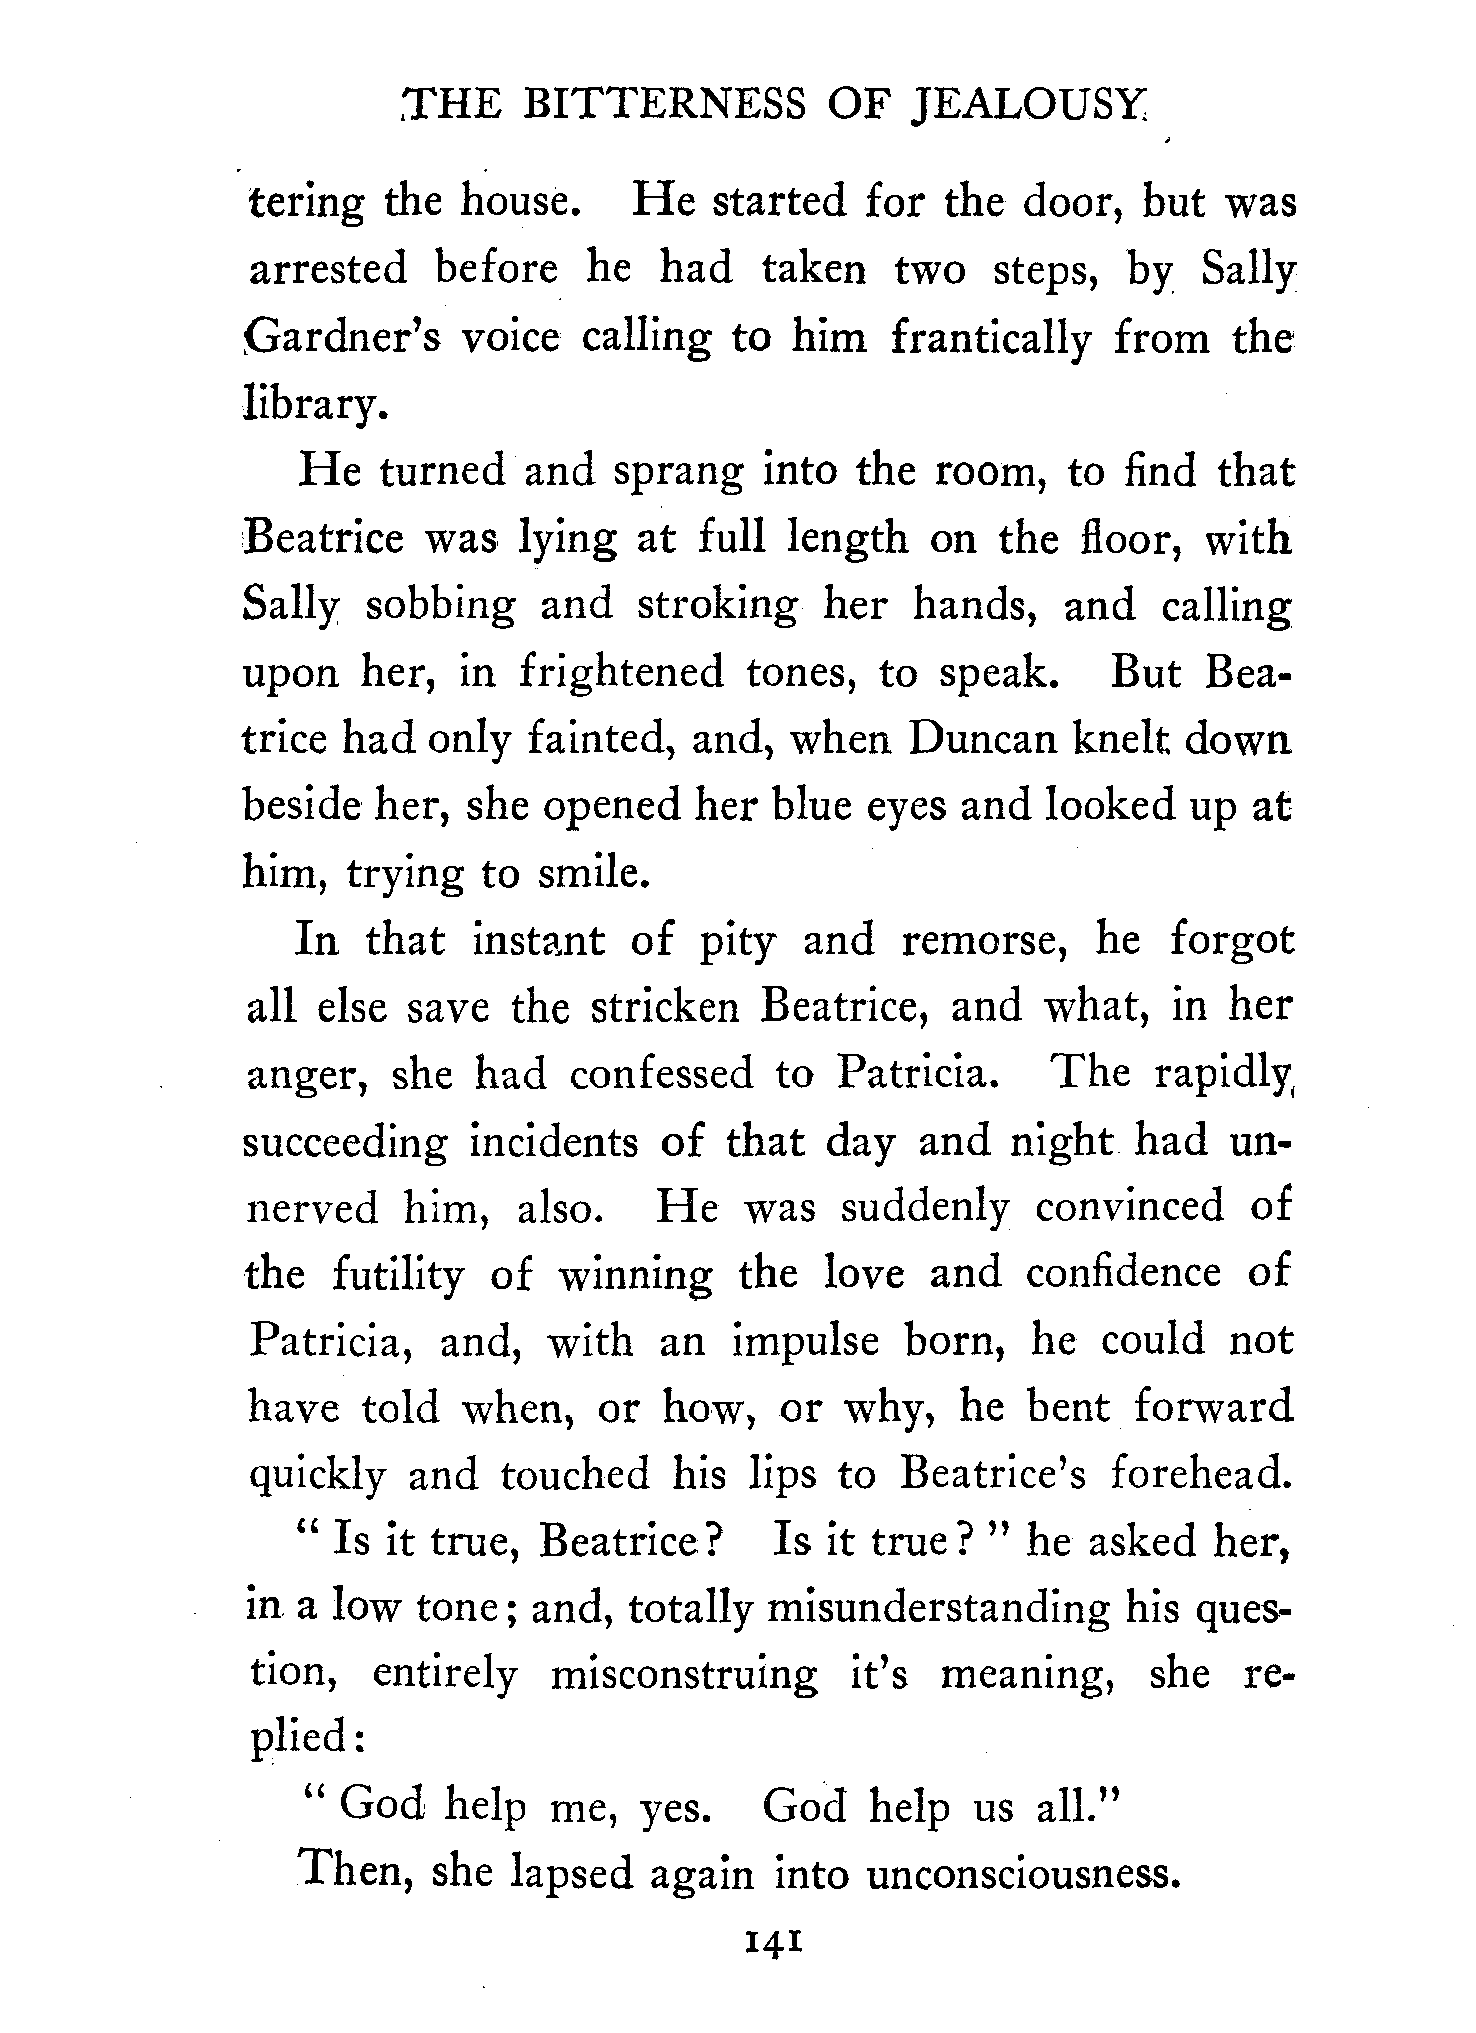 THE BITTERNESS OF JEALOUSY
tering the house. He started for the door, but was
arrested before he had taken two steps, by Sally
Gardner's voice calling to him frantically from the
library.
He turned and sprang into the room, to find that
Beatrice was lying at full length on the floor, with
Sally sobbing and stroking her hands, and calling
upon her, in frightened tones, to speak. But Bea-
trice had only fainted, and, when Duncan knelt down
beside her, she opened her blue eyes and looked up at
him, trying to smile.
In that instant of pity and remorse, he forgot
all else save the stricken Beatrice, and what, in her
anger, she had confessed to Patricia. The rapidly
succeeding incidents of that day and night had un-
nerved him, also. He was suddenly convinced of
the futility of winning the love and confidence of
Patricia, and, with an impulse born, he could not
have told when, or how, or why, he bent forward
quickly and touched his lips to Beatrice's forehead.
" Is it true, Beatrice? Is it true? " he asked her,
in a low tone; and, totally misunderstanding his ques-
tion, entirely misconstruing it's meaning, she re-
plied:
" God help me, yes. God help us all."
Then, she lapsed again into unconsciousness.
141